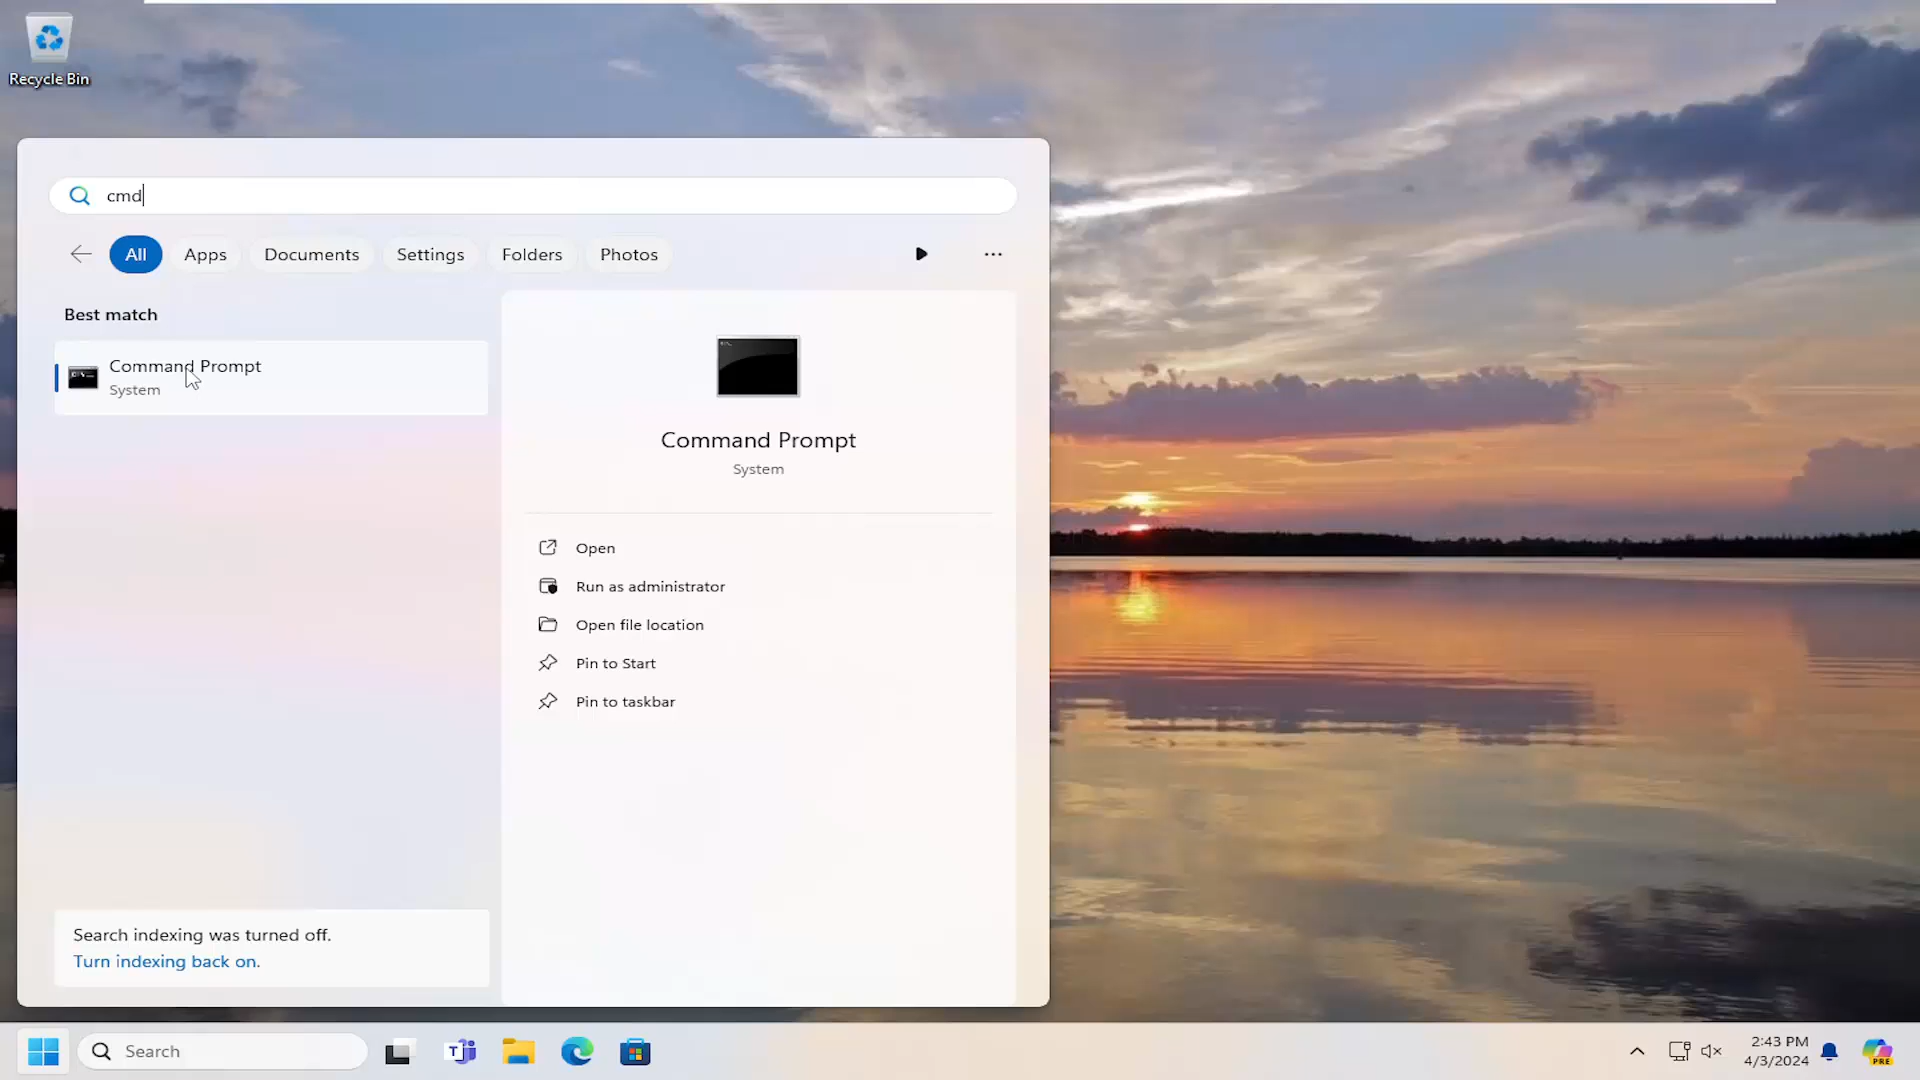 Recycle Bin
cmd
All
Apps
Documents
Settings
Folders
Photos
Best match
Command Prompt
System
Command Prompt
System
Open
Run as administrator
Open file location
Pin to Start
Pin to taskbar
Search indexing was turned off.
Turn indexing back on.
Search
2:43 PM
4/3/2024
PRE